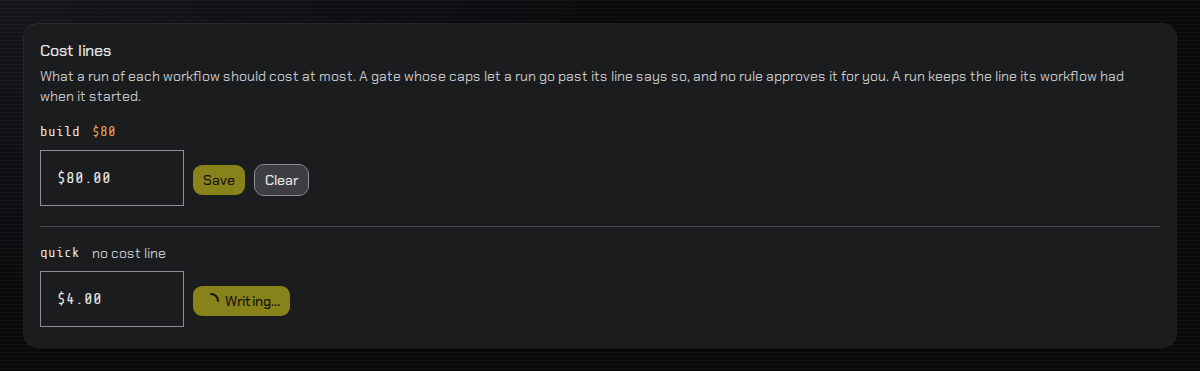 Cost lines
What a run of each workflow should cost at most. A gate whose caps let a run go past its line says so, and no rule approves it for you. A run keeps the line its workflow had
when it started.
build $80
$80.00 Save Clear
quick no cost line
$4.00 Writing...